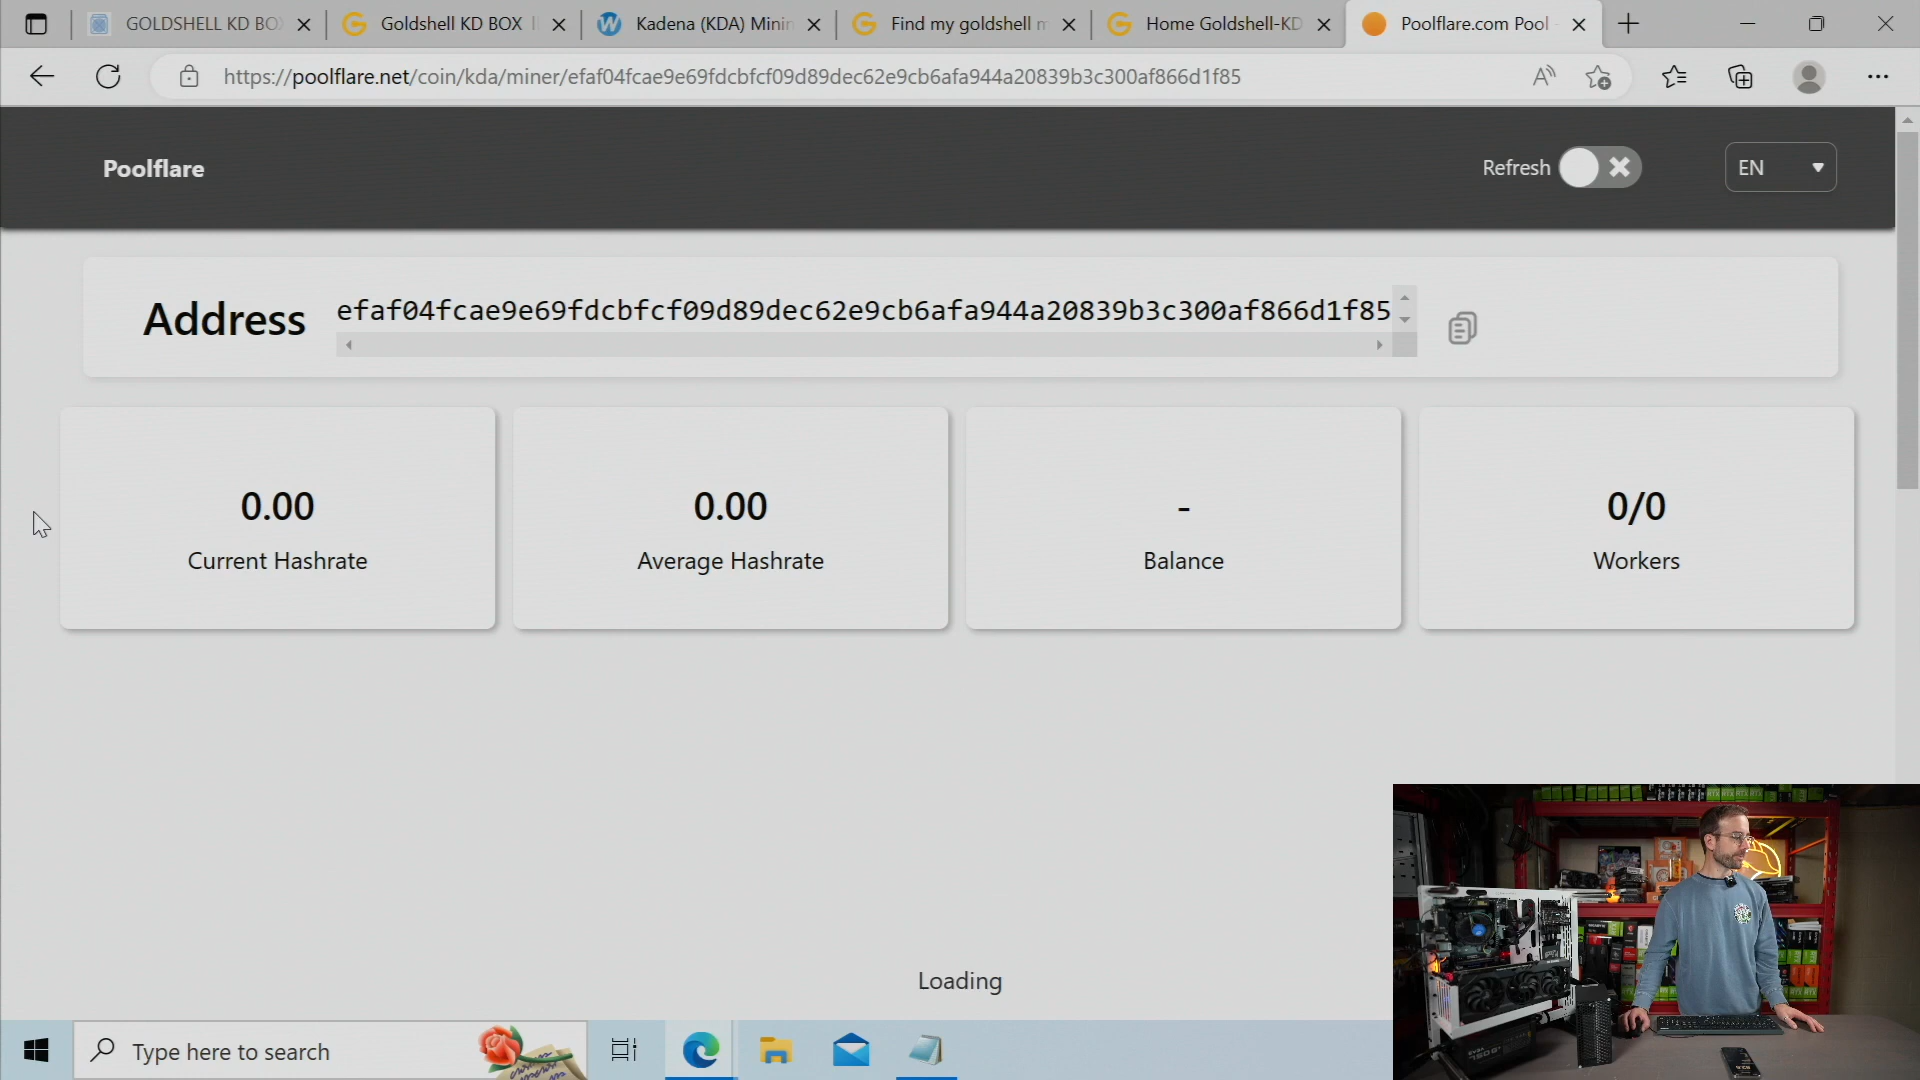 GOLDSHELL KD BO
Goldshell KD BOX
Kadena (KDA) Minin
Find my goldshell m
Home Goldshell-KD
Poolflare.com Pool
https://poolflare.net/coin/kda/miner/efaf04fcae9e69fdcbfcf09d89dec62e9cb6afa944a20839b3c300af866d1f85
Poolflare
Refresh
EN
Address
efaf04fcae9e69fdcbfcf09d89dec62e9cb6afa944a20839b3c300af866d1f85
0.00
Current Hashrate
0.00
Average Hashrate
-
Balance
0/0
Workers
Loading
Type here to search